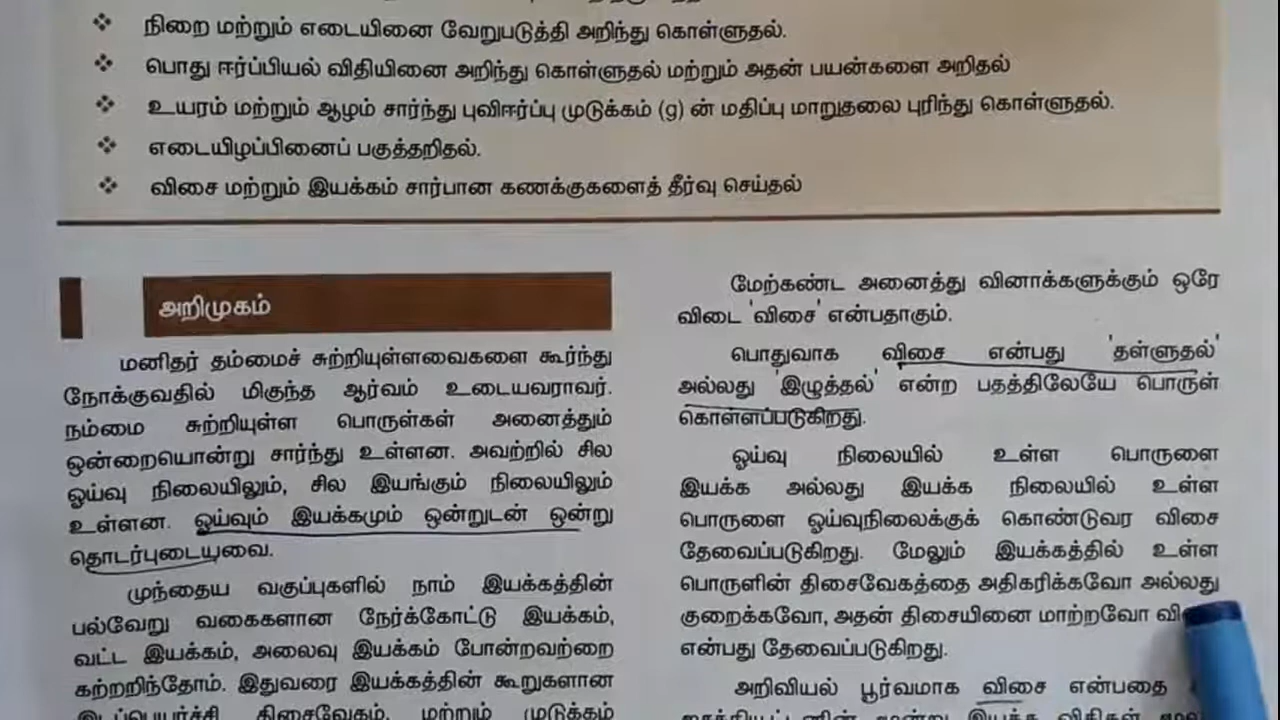 ❖ நிறை மற்றும் எடையினை வேறுபடுத்தி அறிந்து கொள்ளுதல்.
❖ பொது ஈர்ப்பியல் விதியினை அறிந்து கொள்ளுதல் மற்றும் அதன் பயன்களை அறிதல்
❖ உயரம் மற்றும் ஆழம் சார்ந்து புவிஈர்ப்பு முடுக்கம் (g) ன் மதிப்பு மாறுதலை புரிந்து கொள்ளுதல்.
❖ எடையிழப்பினைப் பகுத்தறிதல்.
❖ விசை மற்றும் இயக்கம் சார்பான கணக்குகளைத் தீர்வு செய்தல்
அறிமுகம்
மனிதர் தம்மைச் சுற்றியுள்ளவைகளை கூர்ந்து
நோக்குவதில் மிகுந்த ஆர்வம் உடையவராவர்.
நம்மை சுற்றியுள்ள பொருள்கள் அனைத்தும்
ஒன்றையொன்று சார்ந்து உள்ளன. அவற்றில் சில
ஓய்வு நிலையிலும், சில இயங்கும் நிலையிலும்
உள்ளன. ஓய்வும் இயக்கமும் ஒன்றுடன் ஒன்று
தொடர்புடையவை.
முந்தைய வகுப்புகளில் நாம் இயக்கத்தின்
பல்வேறு வகைகளான நேர்க்கோட்டு இயக்கம்,
வட்ட இயக்கம், அலைவு இயக்கம் போன்றவற்றை
கற்றறிந்தோம். இதுவரை இயக்கத்தின் கூறுகளான
இடப்பெயர்ச்சி, திசைவேகம், மற்றும் முடுக்கம்
மேற்கண்ட அனைத்து வினாக்களுக்கும் ஒரே
விடை 'விசை' என்பதாகும்.
பொதுவாக விசை என்பது 'தள்ளுதல்'
அல்லது 'இழுத்தல்' என்ற பதத்திலேயே பொருள்
கொள்ளப்படுகிறது.
ஓய்வு நிலையில் உள்ள பொருளை
இயக்க அல்லது இயக்க நிலையில் உள்ள
பொருளை ஓய்வுநிலைக்குக் கொண்டுவர விசை
தேவைப்படுகிறது. மேலும் இயக்கத்தில் உள்ள
பொருளின் திசைவேகத்தை அதிகரிக்கவோ அல்லது
குறைக்கவோ, அதன் திசையினை மாற்றவோ
என்பது தேவைப்படுகிறது.
அறிவியல் பூர்வமாக விசை என்பதை